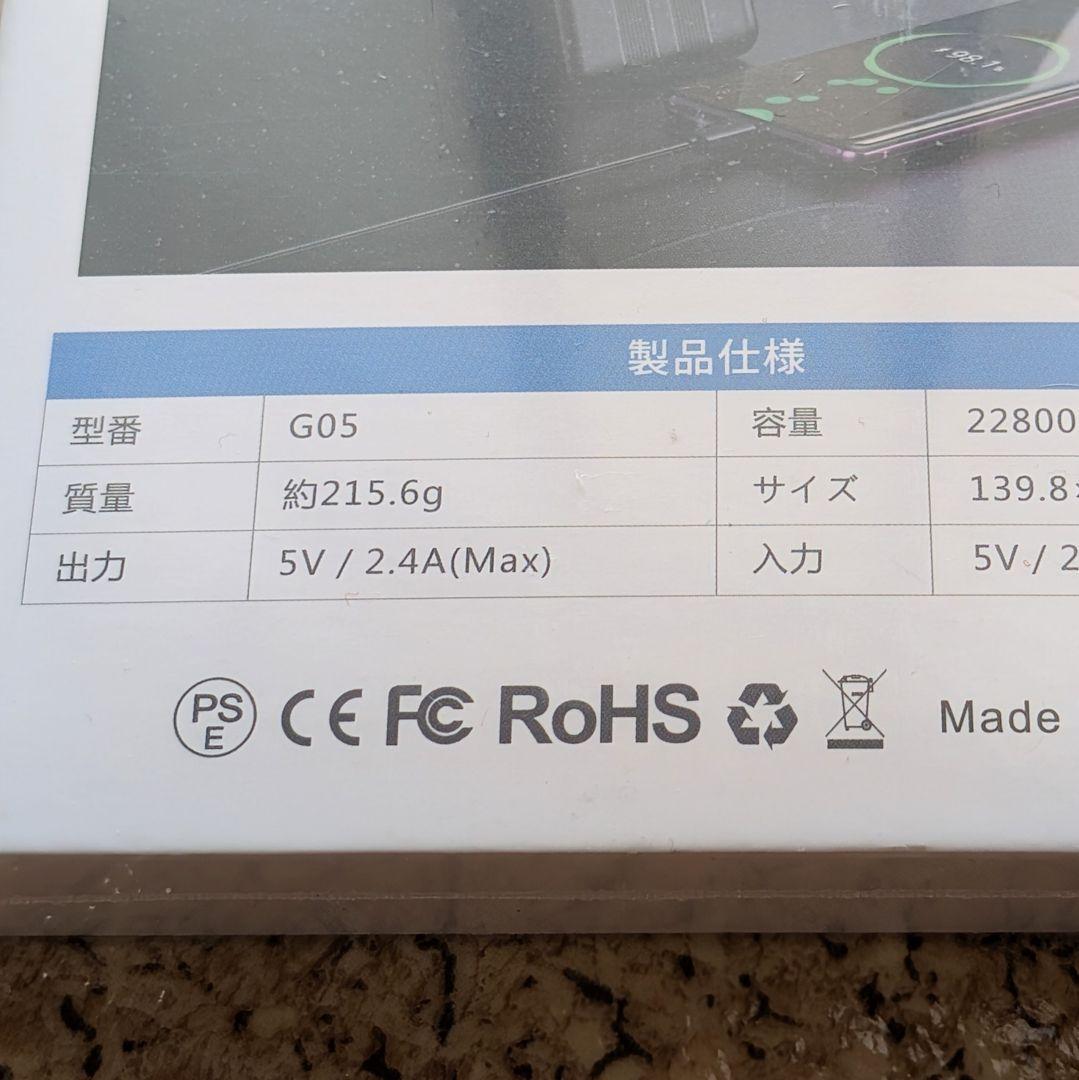 98.1%
製品仕様
型番 G05 容量 22800
質量 約215.6g サイズ 139.8×
出力 5V / 2.4A(Max) 入力 5V / 2
PS
E CE FC RoHS Made